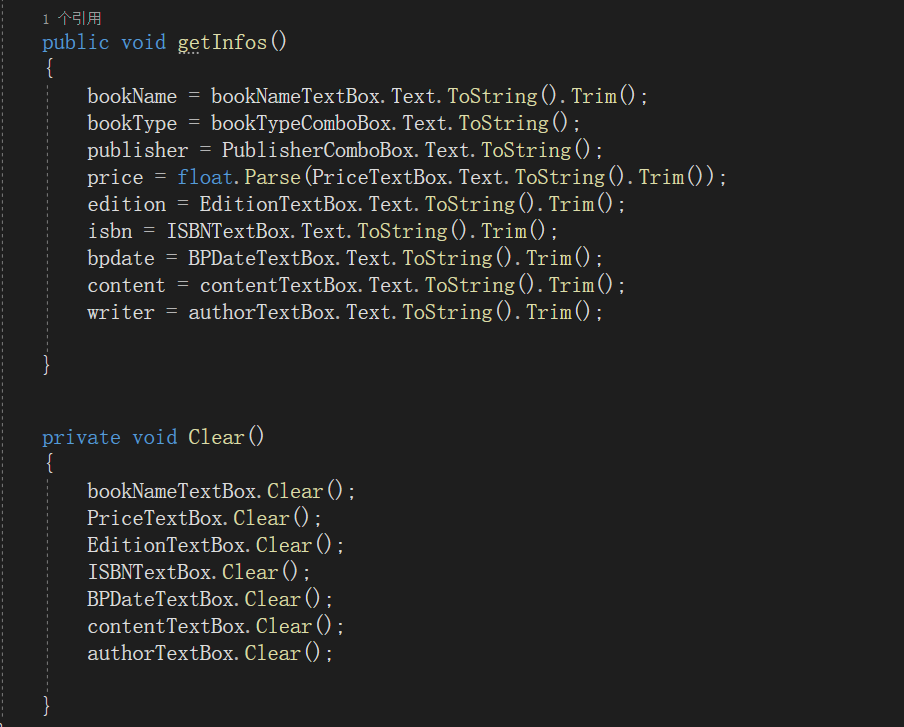 1 个引用
public void getInfos()
{
bookName = bookNameTextBox.Text.ToString().Trim();
bookType = bookTypeComboBox.Text.ToString();
publisher = PublisherComboBox.Text.ToString();
price = float.Parse(PriceTextBox.Text.ToString().Trim());
edition = EditionTextBox.Text.ToString().Trim();
isbn = ISBNTextBox.Text.ToString().Trim();
bpdate = BPDateTextBox.Text.ToString().Trim();
content = contentTextBox.Text.ToString().Trim();
writer = authorTextBox.Text.ToString().Trim();
}
private void Clear()
{
bookNameTextBox.Clear();
PriceTextBox.Clear();
EditionTextBox.Clear();
ISBNTextBox.Clear();
BPDateTextBox.Clear();
contentTextBox.Clear();
authorTextBox.Clear();
}